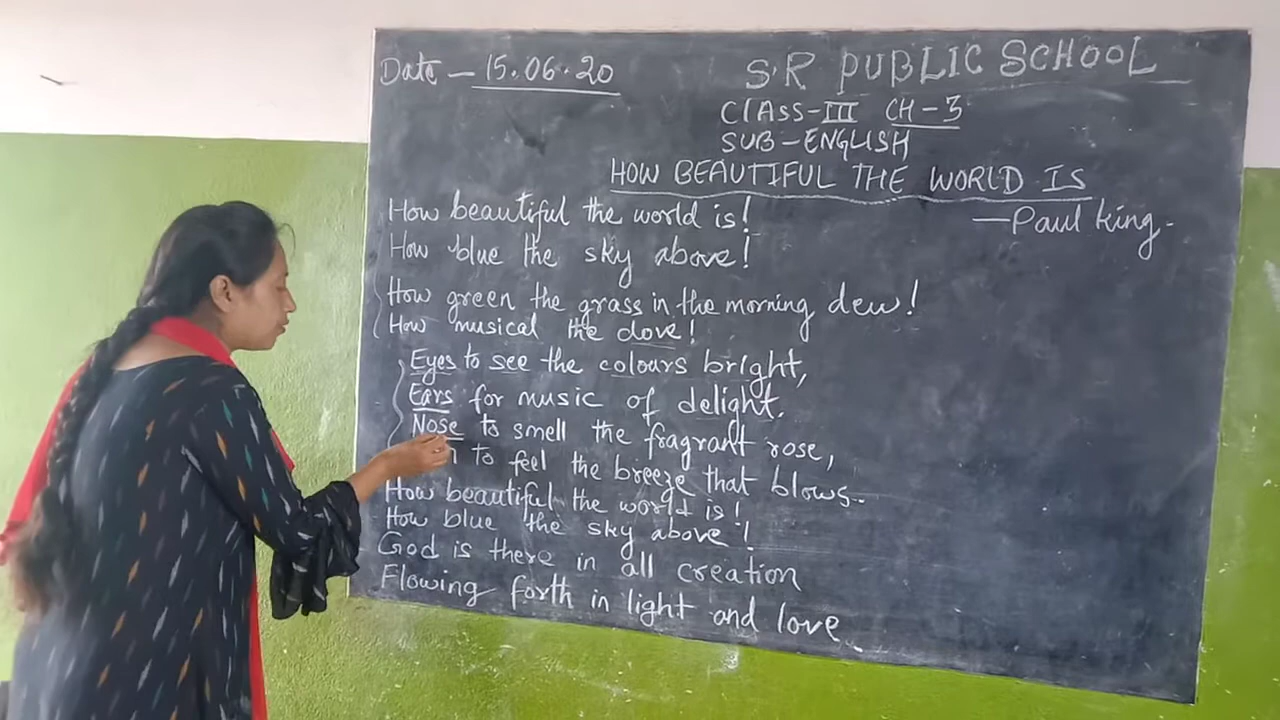 Date - 15.06.20
S.R PUBLIC SCHOOL
CLASS-III CH-3
SUB-ENGLISH
HOW BEAUTIFUL THE WORLD IS
-Paul king.
How beautiful the world is!
How blue the sky above!
How green the grass in the morning dew!
How musical the dove!
Eyes to see the colours bright,
Ears for music of delight.
Nose to smell the fragrant rose,
to feel the breeze that blows..
How beautiful the world is!
How blue the sky above!
God is there in all creation
Flowing forth in light and love